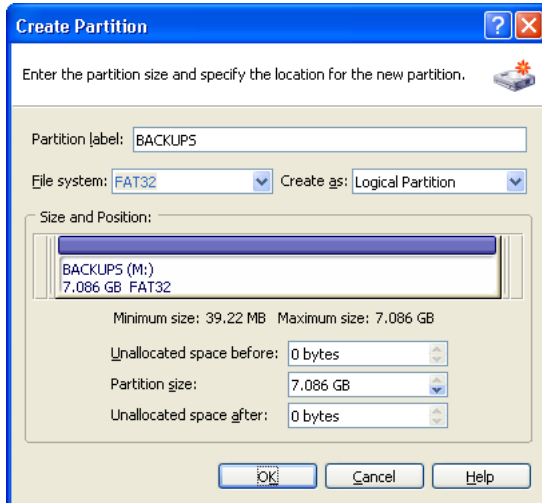 Create Partition
Enter the partition size and specify the location for the new partition.
Partition label: BACKUPS
File system: FAT32 Create as: Logical Partition
Size and Position:
BACKUPS (M:)
7.086 GB FAT32
Minimum size: 39.22 MB Maximum size: 7.086 GB
Unallocated space before: 0 bytes
Partition size: 7.086 GB
Unallocated space after: 0 bytes
OK Cancel Help